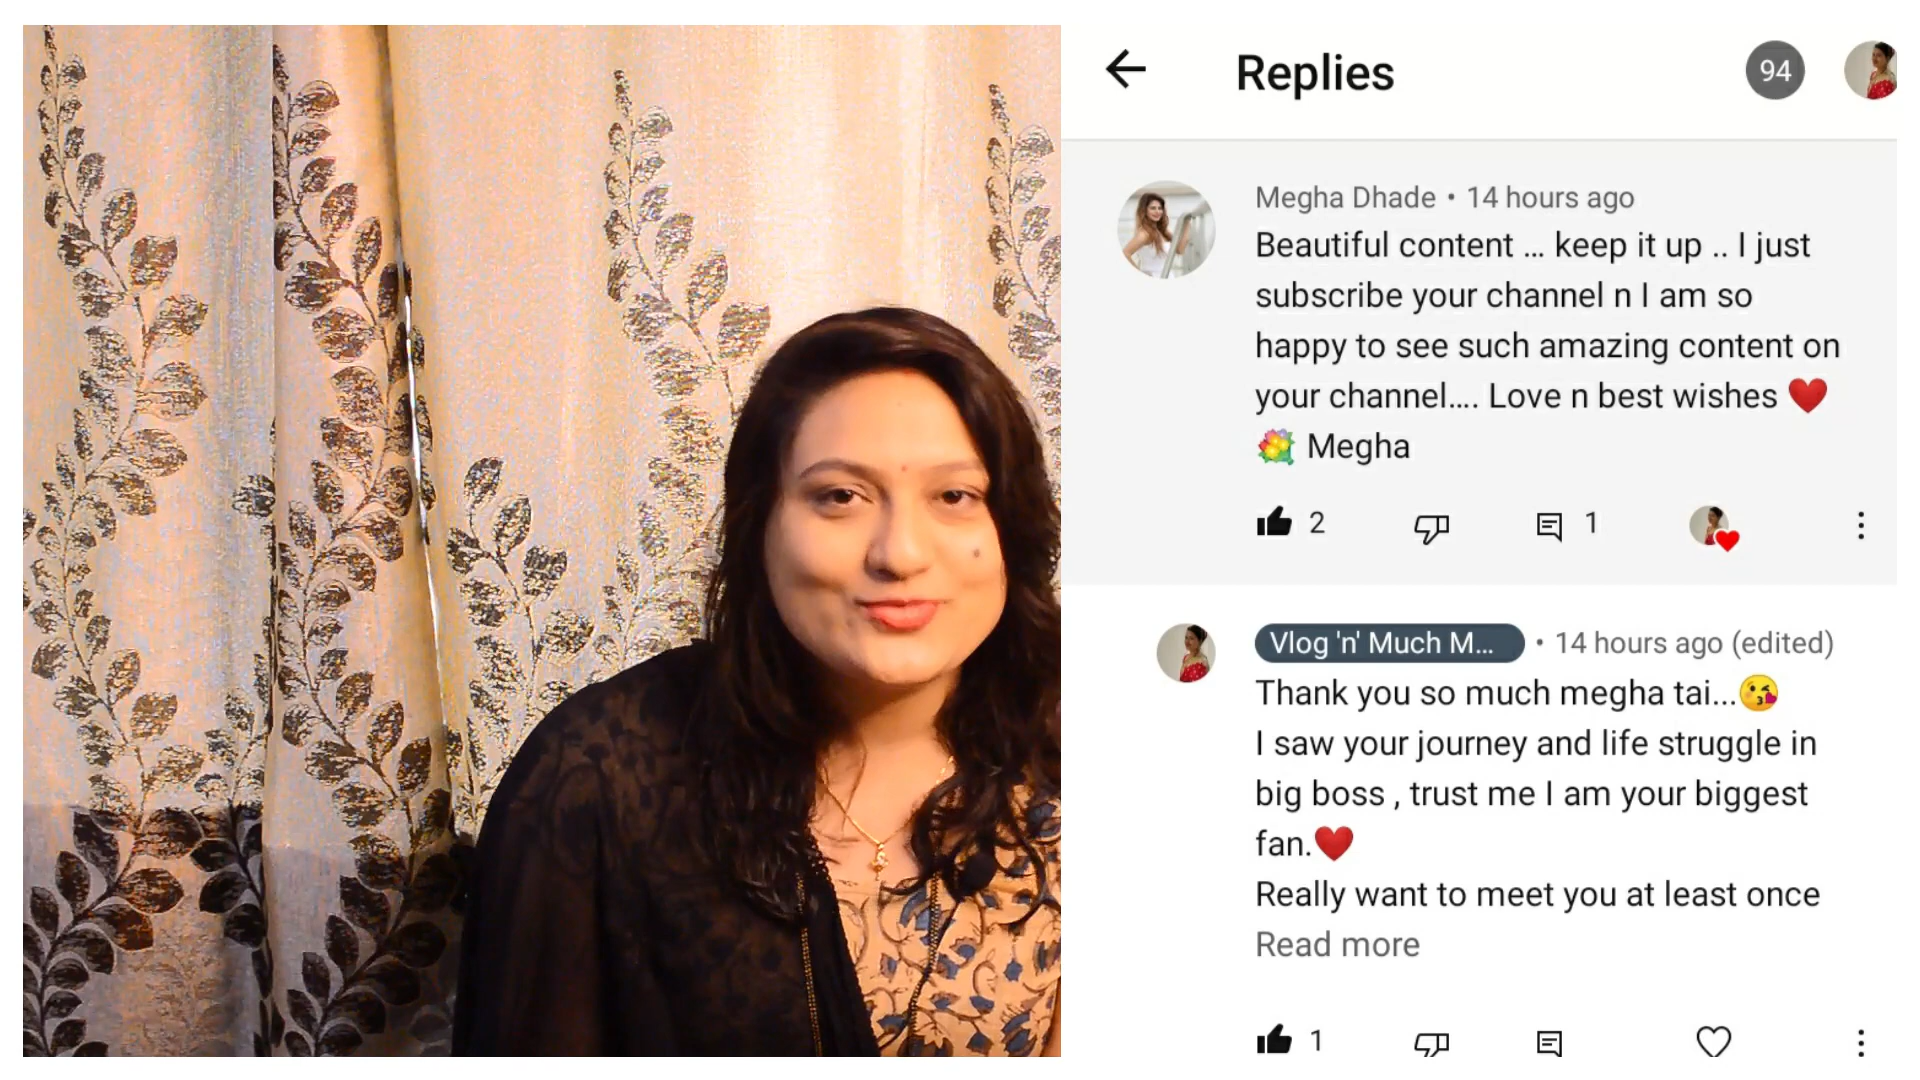 Replies
94
Megha Dhade • 14 hours ago
Beautiful content ... keep it up .. I just
subscribe your channel n I am so
happy to see such amazing content on
your channel.... Love n best wishes ❤️
💐 Megha
2
1
Vlog 'n' Much M... • 14 hours ago (edited)
Thank you so much megha tai...😘
I saw your journey and life struggle in
big boss , trust me I am your biggest
fan.❤️
Really want to meet you at least once
Read more
1